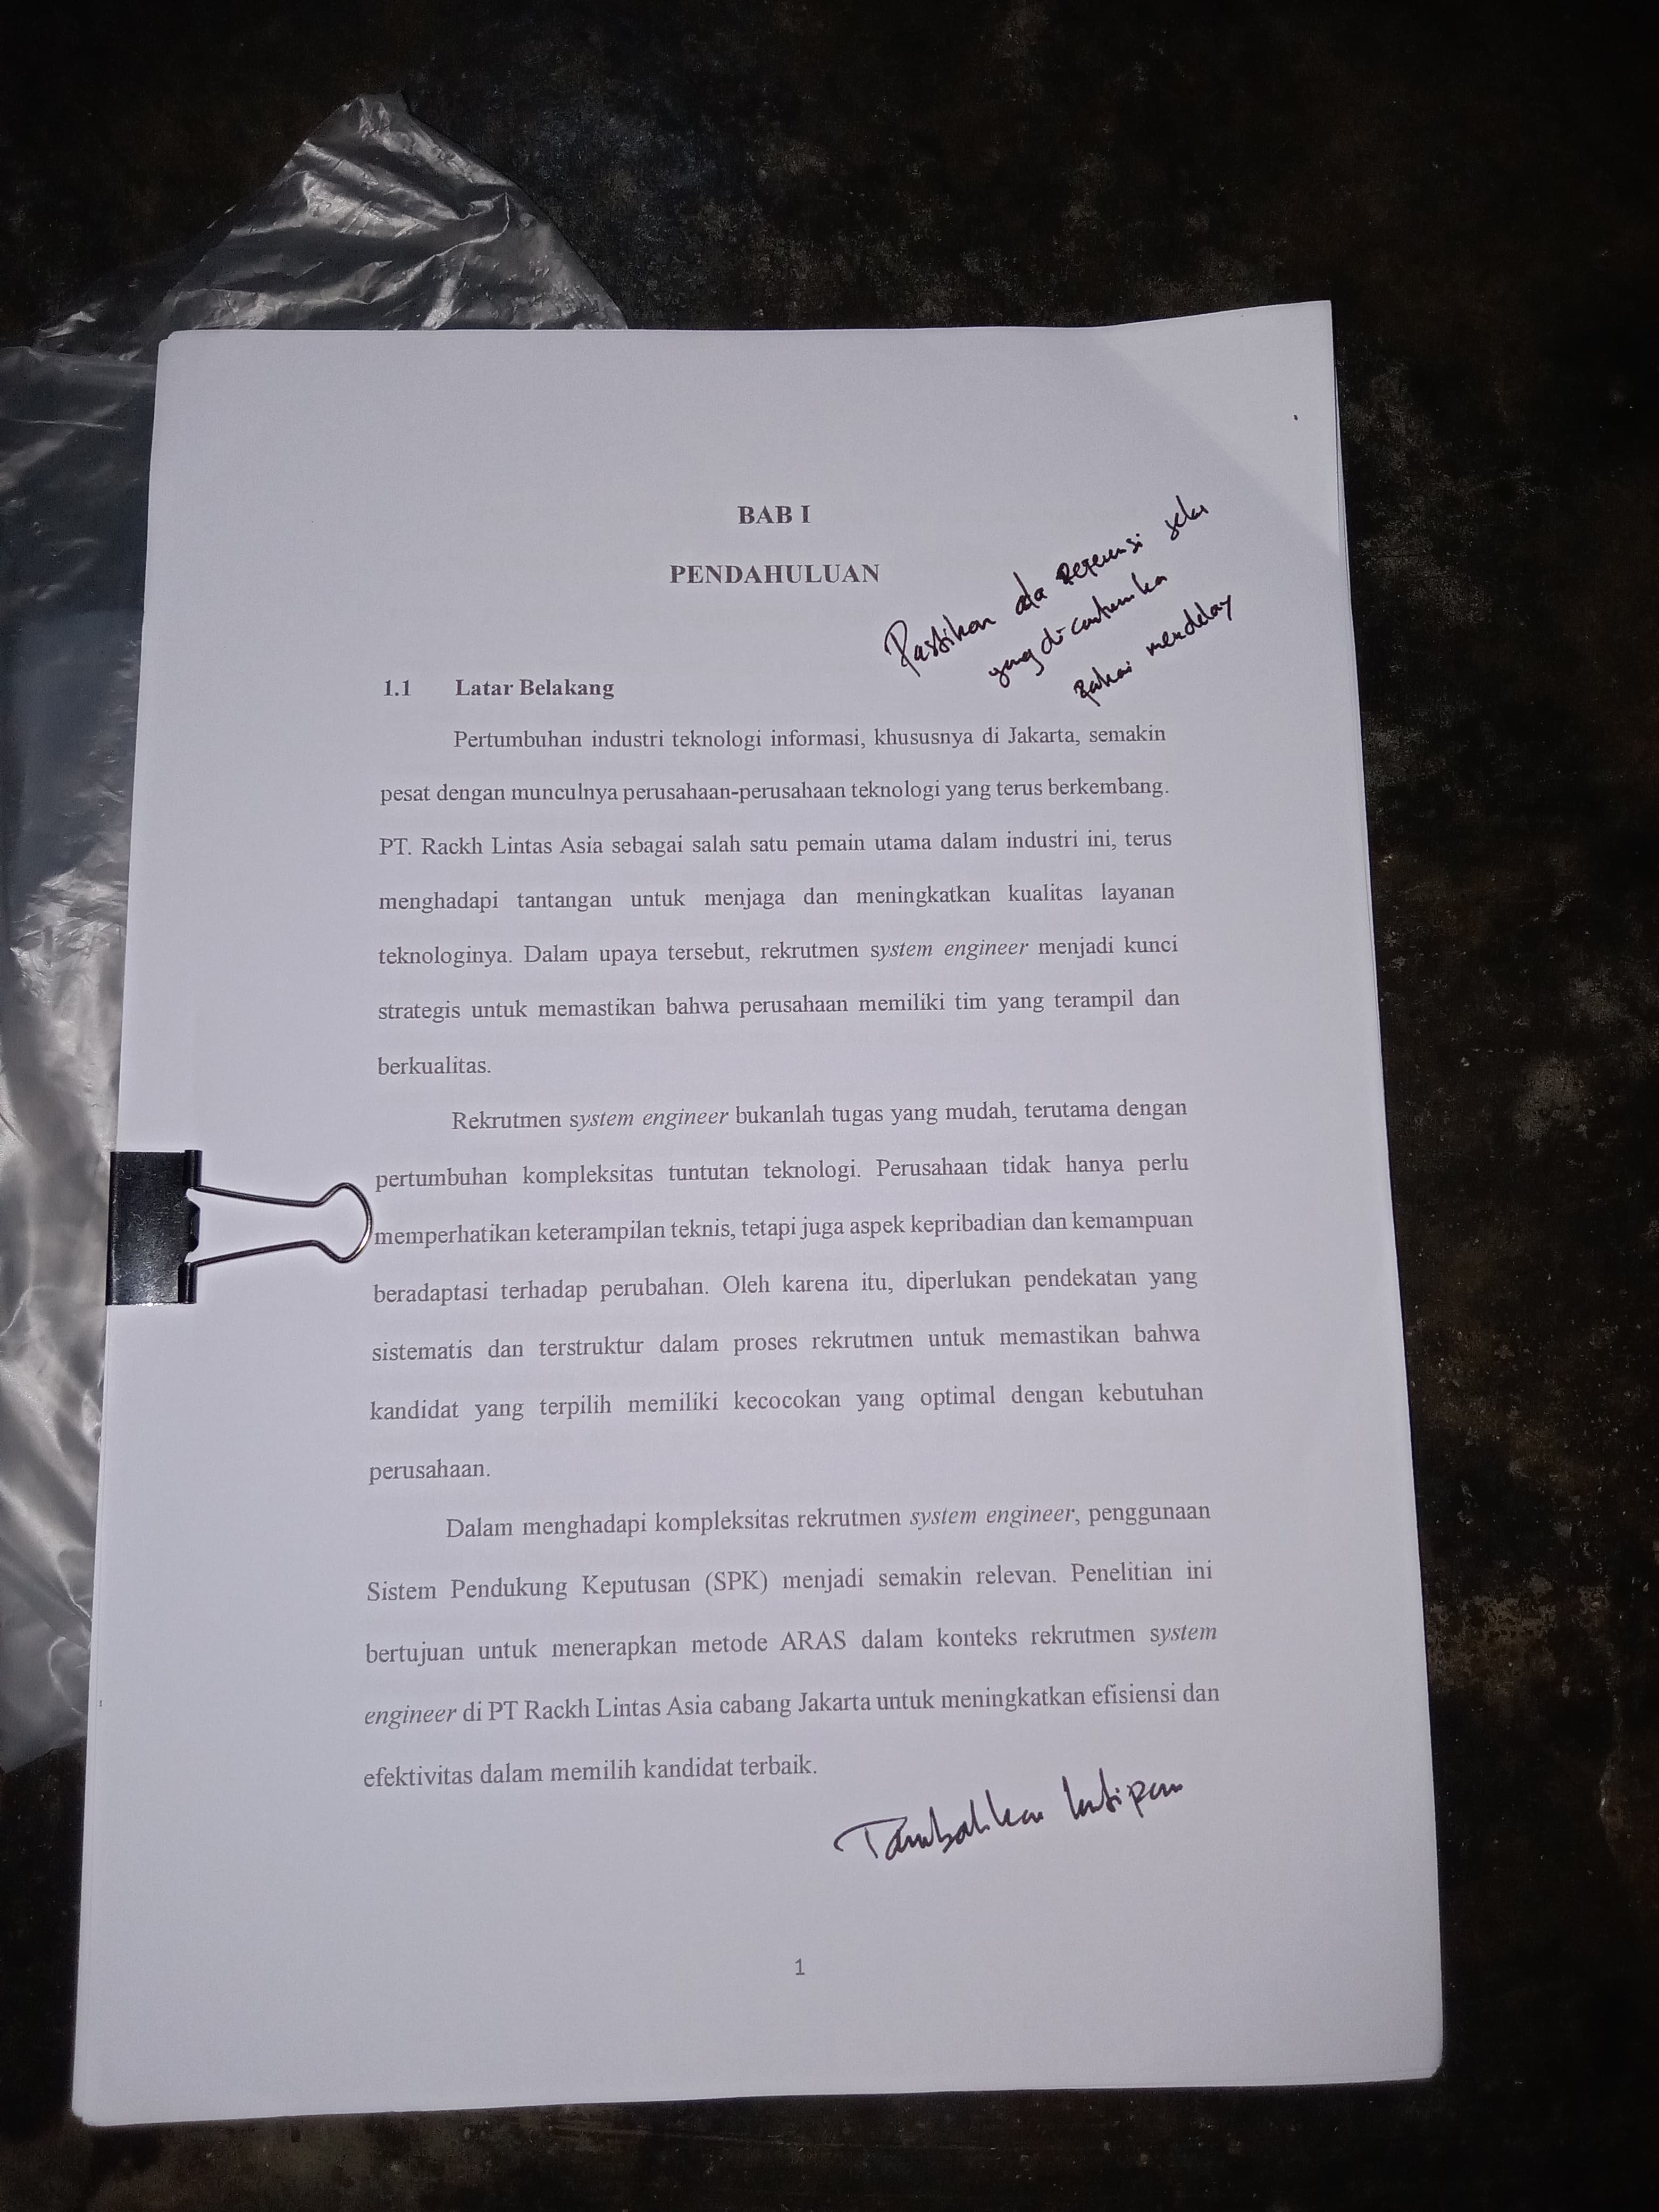 BAB I
PENDAHULUAN
Pastikan ada referensi
yang di cantumka
Pakai mendelay
1.1 Latar Belakang
Pertumbuhan industri teknologi informasi, khususnya di Jakarta, semakin
pesat dengan munculnya perusahaan-perusahaan teknologi yang terus berkembang.
PT. Rackh Lintas Asia sebagai salah satu pemain utama dalam industri ini, terus
menghadapi tantangan untuk menjaga dan meningkatkan kualitas layanan
teknologinya. Dalam upaya tersebut, rekrutmen system engineer menjadi kunci
strategis untuk memastikan bahwa perusahaan memiliki tim yang terampil dan
berkualitas.
Rekrutmen system engineer bukanlah tugas yang mudah, terutama dengan
pertumbuhan kompleksitas tuntutan teknologi. Perusahaan tidak hanya perlu
memperhatikan keterampilan teknis, tetapi juga aspek kepribadian dan kemampuan
beradaptasi terhadap perubahan. Oleh karena itu, diperlukan pendekatan yang
sistematis dan terstruktur dalam proses rekrutmen untuk memastikan bahwa
kandidat yang terpilih memiliki kecocokan yang optimal dengan kebutuhan
perusahaan.
Dalam menghadapi kompleksitas rekrutmen system engineer, penggunaan
Sistem Pendukung Keputusan (SPK) menjadi semakin relevan. Penelitian ini
bertujuan untuk menerapkan metode ARAS dalam konteks rekrutmen system
engineer di PT Rackh Lintas Asia cabang Jakarta untuk meningkatkan efisiensi dan
efektivitas dalam memilih kandidat terbaik.
Tambahkan kutipan
1